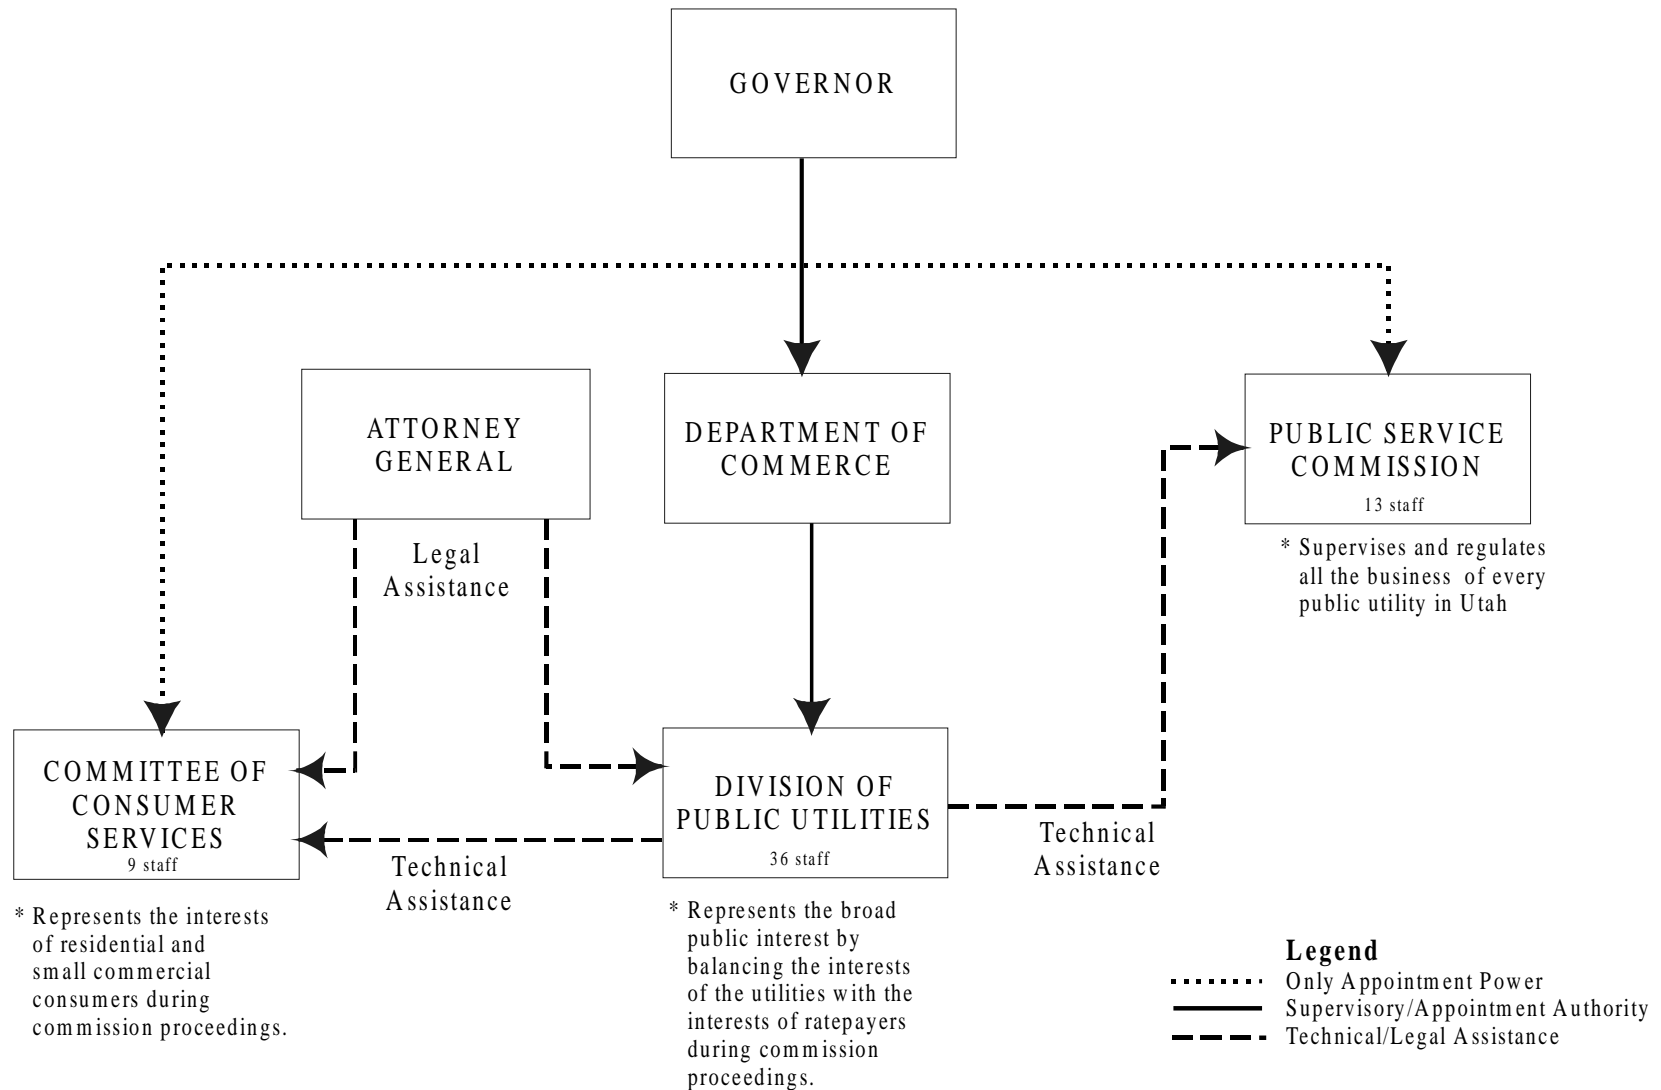 GOVERNOR
ATTORNEY
GENERAL
DEPARTMENT OF
COMMERCE
PUBLIC SERVICE
COMMISSION
13 staff
* Supervises and regulates
all the business of every
public utility in Utah
Legal
Assistance
COMMITTEE OF
CONSUMER
SERVICES
9 staff
* Represents the interests
of residential and
small commercial
consumers during
commission proceedings.
Technical
Assistance
DIVISION OF
PUBLIC UTILITIES
36 staff
* Represents the broad
public interest by
balancing the interests
of the utilities with the
interests of ratepayers
during commission
proceedings.
Technical
Assistance
Legend
Only Appointment Power
Supervisory/Appointment Authority
Technical/Legal Assistance